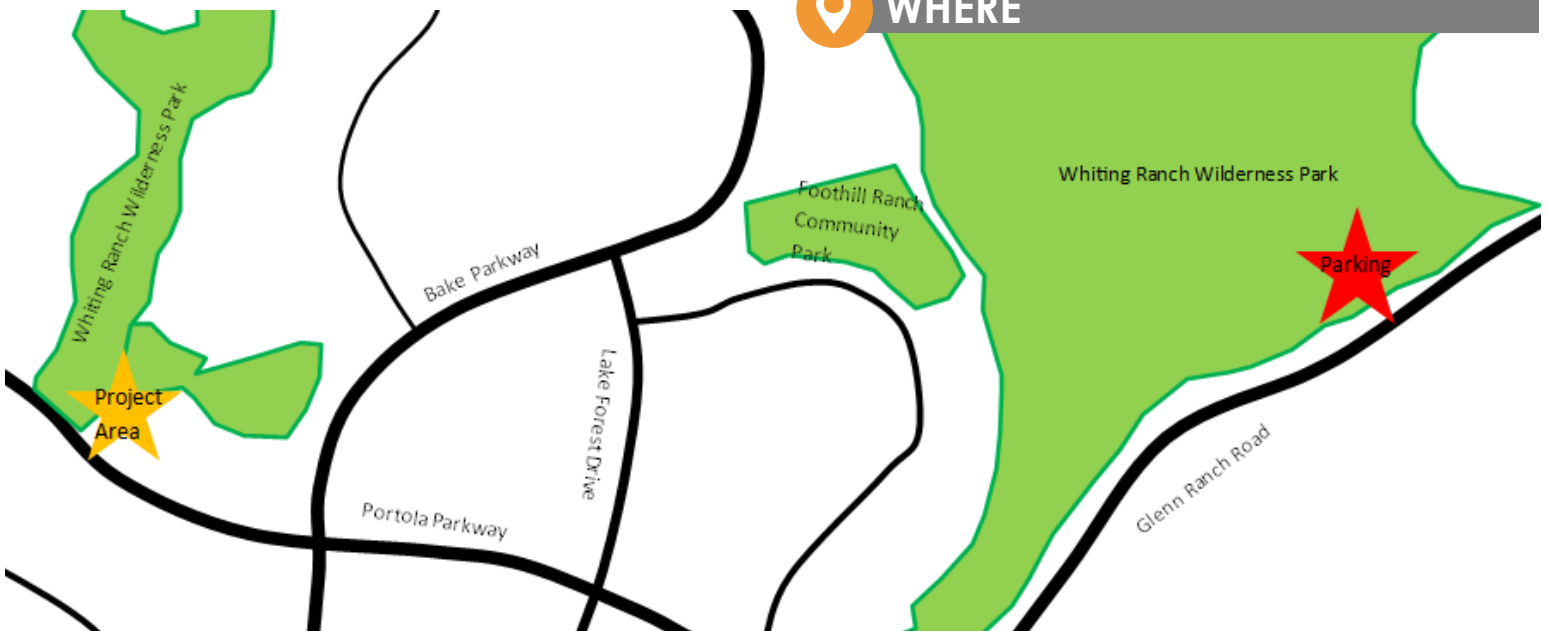 WHERE
Whiting Ranch Wilderness Park
Whiting Ranch Wilderness Park
Foothill Ranch
Community
Park
Bake Parkway
Parking
Lake Forest Drive
Project
Area
Glenn Ranch Road
Portola Parkway